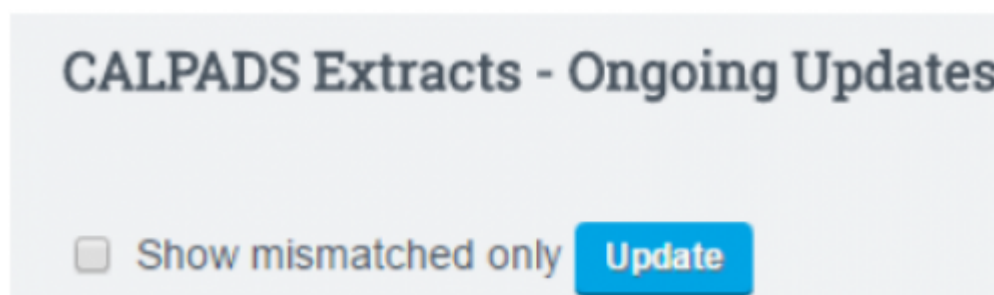 CALPADS Extracts - Ongoing Updates
Show mismatched only Update